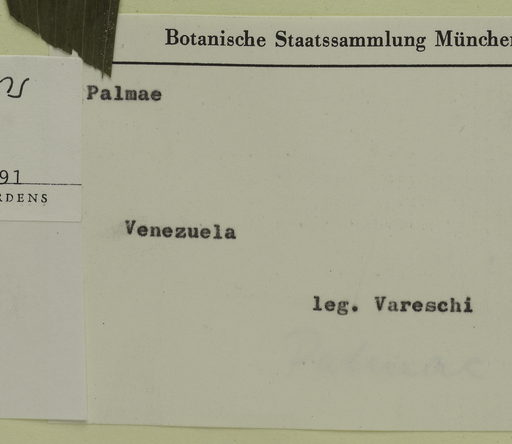 Botanische Staatssammlung München
Palmae
91
RDENS
Venezuela
leg. Vareschi